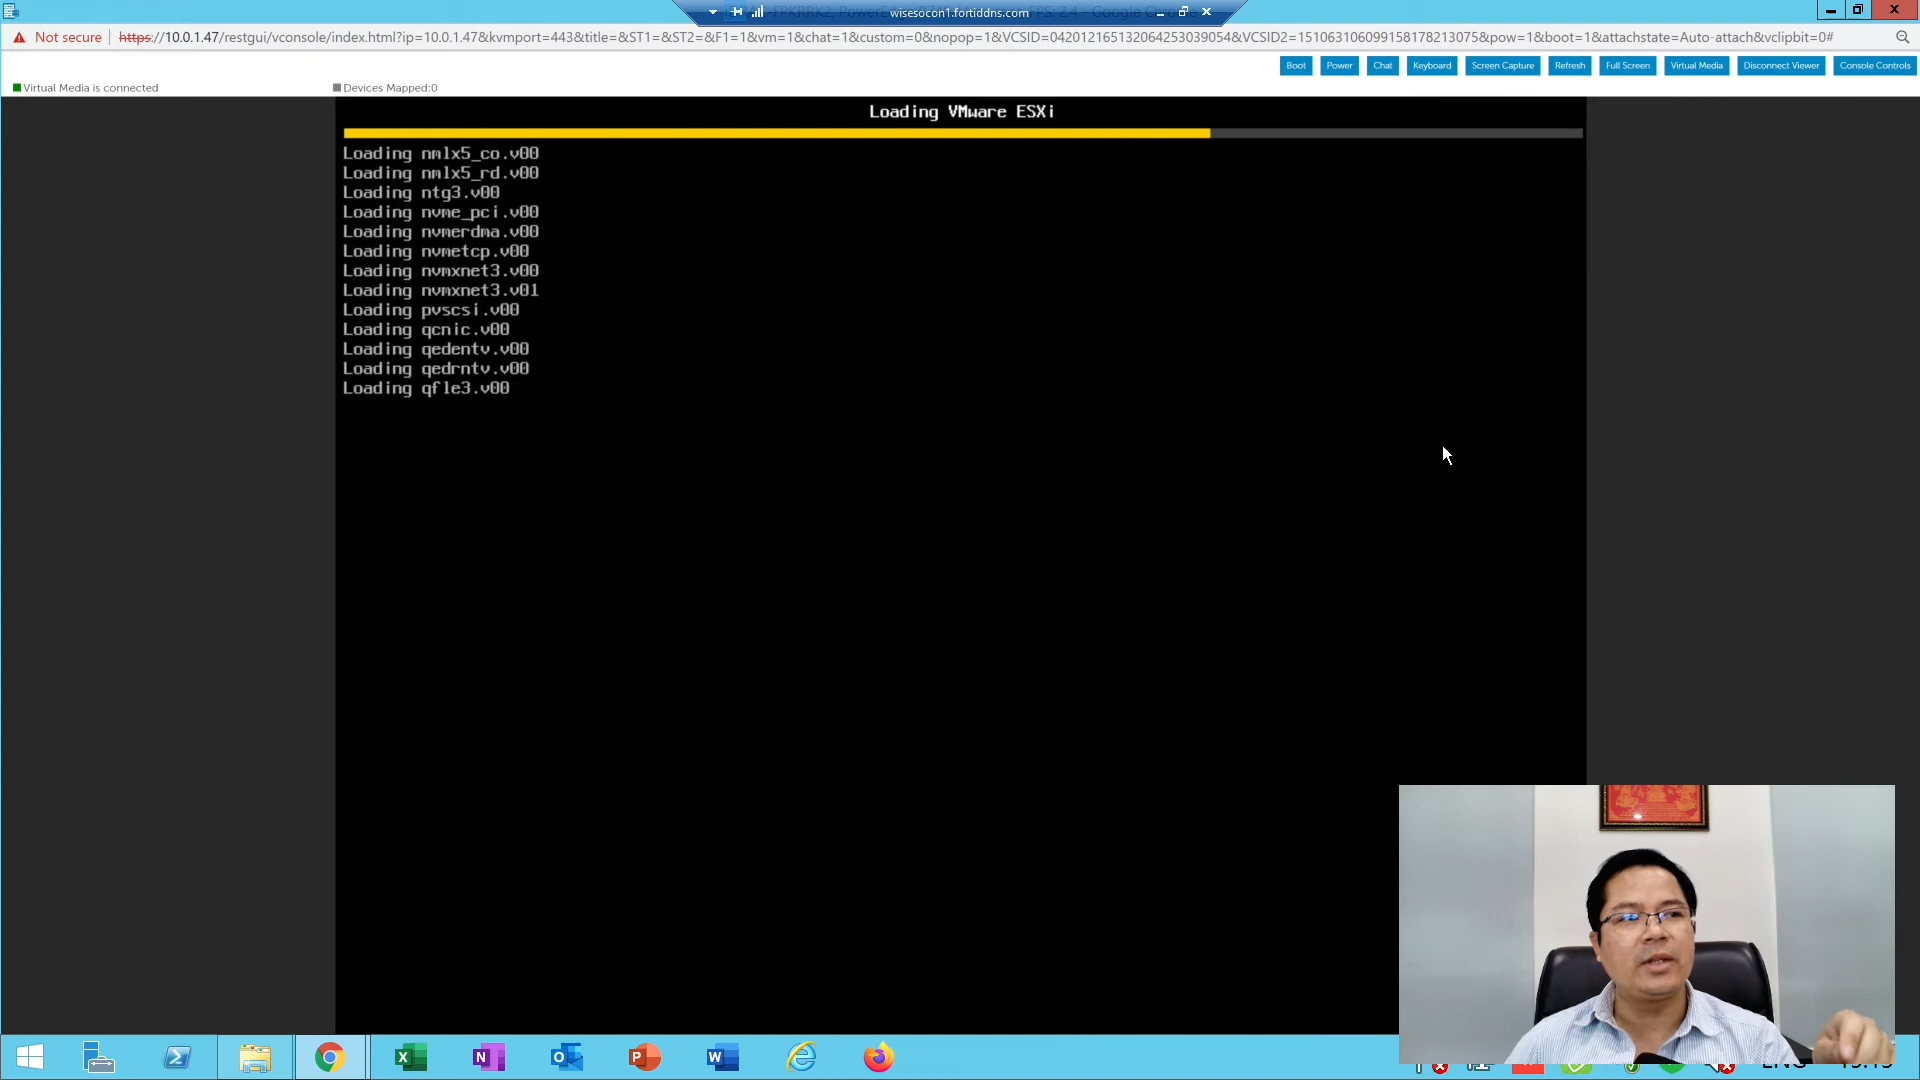 wisesocon1.fortiddns.com
Not secure | https://10.0.1.47/restgui/vconsole/index.html?ip=10.0.1.47&kvmport=443&title=&ST1=&ST2=&F1=1&vm=1&chat=1&custom=0&nopop=1&VCSID=042012165132064253039054&VCSID2=151063106099158178213075&pow=1&boot=1&attachstate=Auto-attach&vclipbit=0#
Boot Power Chat Keyboard Screen Capture Refresh Full Screen Virtual Media Disconnect Viewer Console Controls
Virtual Media is connected Devices Mapped:0
Loading VMware ESXi
Loading nmlx5_co.v00
Loading nmlx5_rd.v00
Loading ntg3.v00
Loading nvme_pci.v00
Loading nvmerdma.v00
Loading nvmetcp.v00
Loading nvmxnet3.v00
Loading nvmxnet3.v01
Loading pvscsi.v00
Loading qcnic.v00
Loading qedentv.v00
Loading qedrntv.v00
Loading qfle3.v00